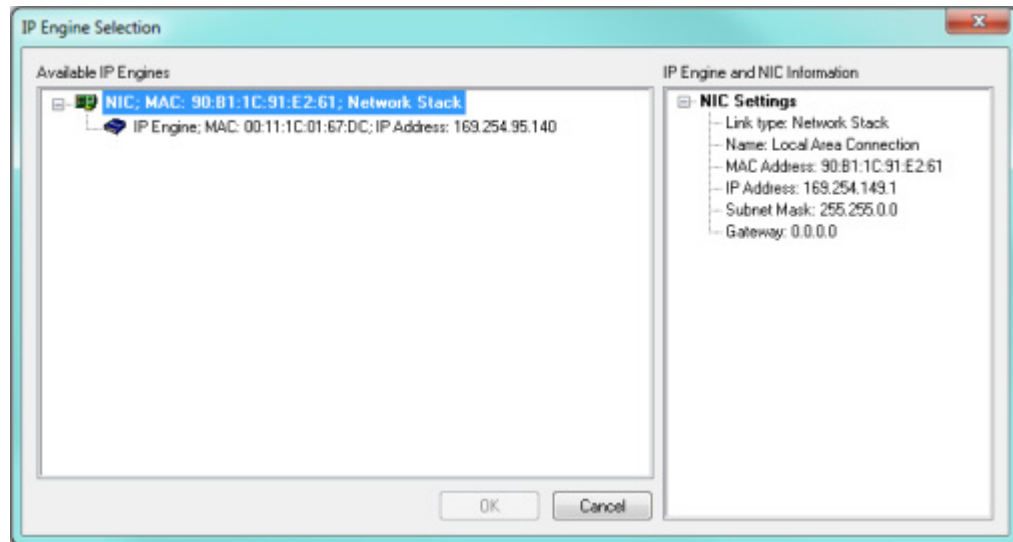 IP Engine Selection
Available IP Engines
NIC; MAC: 90:B1:1C:91:E2:61; Network Stack
IP Engine; MAC: 00:11:1C:01:67:DC; IP Address: 169.254.95.140
IP Engine and NIC Information
NIC Settings
Link type: Network Stack
Name: Local Area Connection
MAC Address: 90:B1:1C:91:E2:61
IP Address: 169.254.149.1
Subnet Mask: 255.255.0.0
Gateway: 0.0.0.0
OK
Cancel